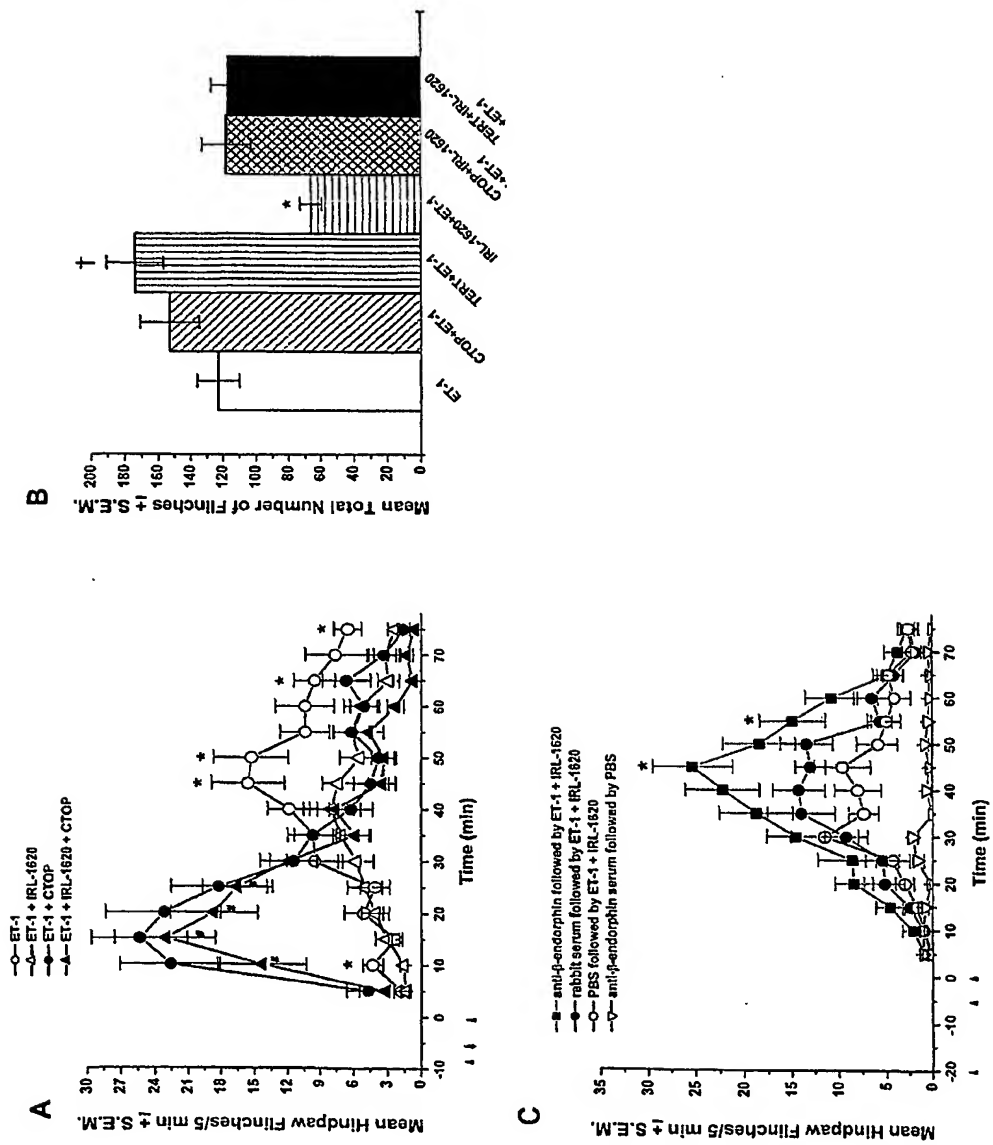 A
Mean Hindpaw Flinches/5 min ± S.E.M.
30
27
24
21
18
15
12
9
6
3
0
-10
0
10
20
30
40
50
60
70
Time (min)
ET-1
ET-1 + IRL-1620
ET-1 + CTOP
ET-1 + IRL-1620 + CTOP
*
*
*
*
*
#
#
#
#
B
Mean Total Number of Flinches ± S.E.M.
200
180
160
140
120
100
80
60
40
20
0
†
*
ET-1
CTOP+ET-1
TERT+ET-1
IRL-1620+ET-1
CTOP+IRL-1620
+ET-1
TERT+IRL-1620
+ET-1
C
Mean Hindpaw Flinches/5 min ± S.E.M.
35
30
25
20
15
10
5
0
-20
-10
-5
0
10
20
30
40
50
60
70
Time (min)
anti-β-endorphin followed by ET-1 + IRL-1620
rabbit serum followed by ET-1 + IRL-1620
PBS followed by ET-1 + IRL-1620
anti-β-endorphin serum followed by PBS
*
*